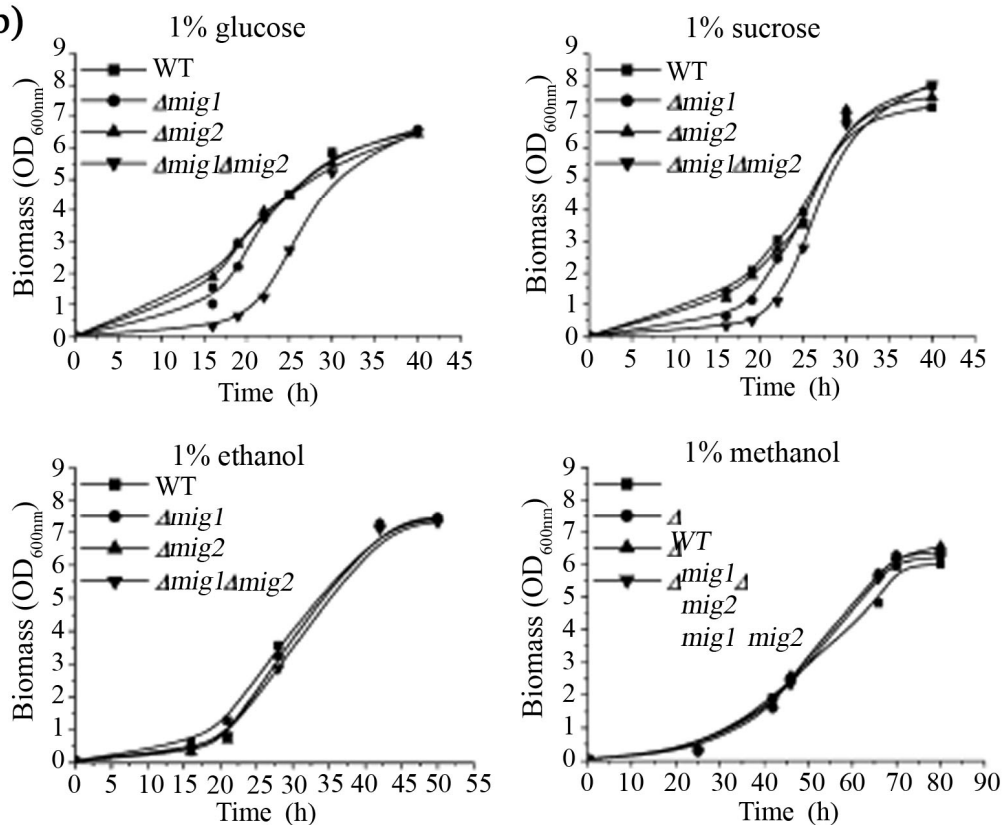 b)
1% glucose
9
8
7
6
5
4
3
2
1
0
Biomass (OD600nm)
WT
Δmig1
Δmig2
Δmig1Δmig2
0 5 10 15 20 25 30 35 40 45
Time (h)
1% sucrose
9
8
7
6
5
4
3
2
1
0
Biomass (OD600nm)
WT
Δmig1
Δmig2
Δmig1Δmig2
0 5 10 15 20 25 30 35 40 45
Time (h)
1% ethanol
9
8
7
6
5
4
3
2
1
0
Biomass (OD600nm)
WT
Δmig1
Δmig2
Δmig1Δmig2
0 5 10 15 20 25 30 35 40 45 50 55
Time (h)
1% methanol
9
8
7
6
5
4
3
2
1
0
Biomass (OD600nm)
Δ
Δ
WT
Δ Δ
mig1
mig2
mig1 mig2
0 10 20 30 40 50 60 70 80 90
Time (h)